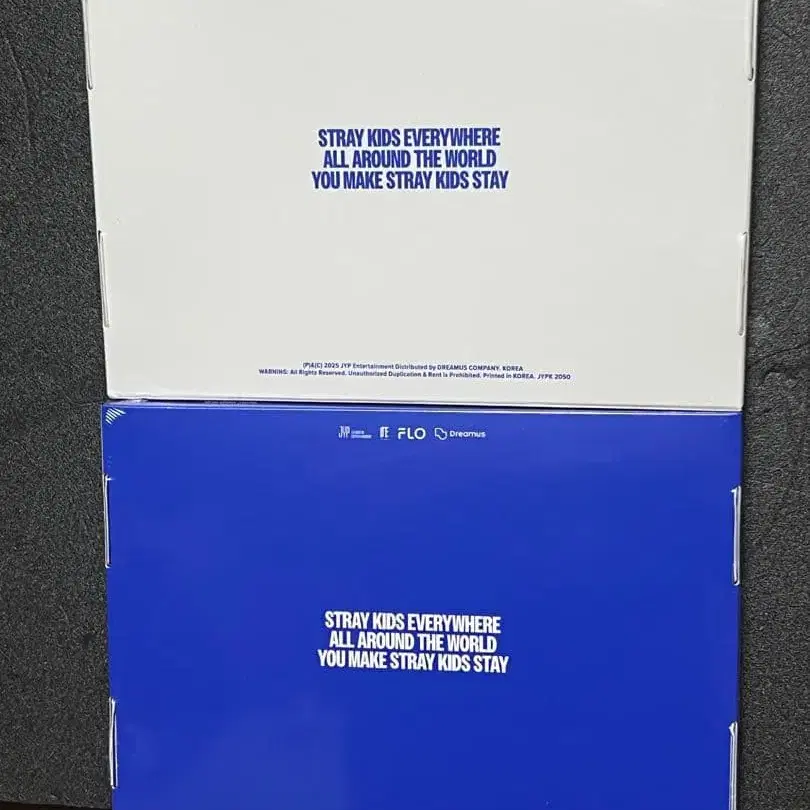 STRAY KIDS EVERYWHERE
ALL AROUND THE WORLD
YOU MAKE STRAY KIDS STAY
(P)&(C) 2025 JYP Entertainment Distributed by DREAMUS COMPANY. KOREA
WARNING: All Rights Reserved. Unauthorized Duplication & Rent is Prohibited. Printed in KOREA. JYPK 2050
JYP FLO Dreamus
STRAY KIDS EVERYWHERE
ALL AROUND THE WORLD
YOU MAKE STRAY KIDS STAY